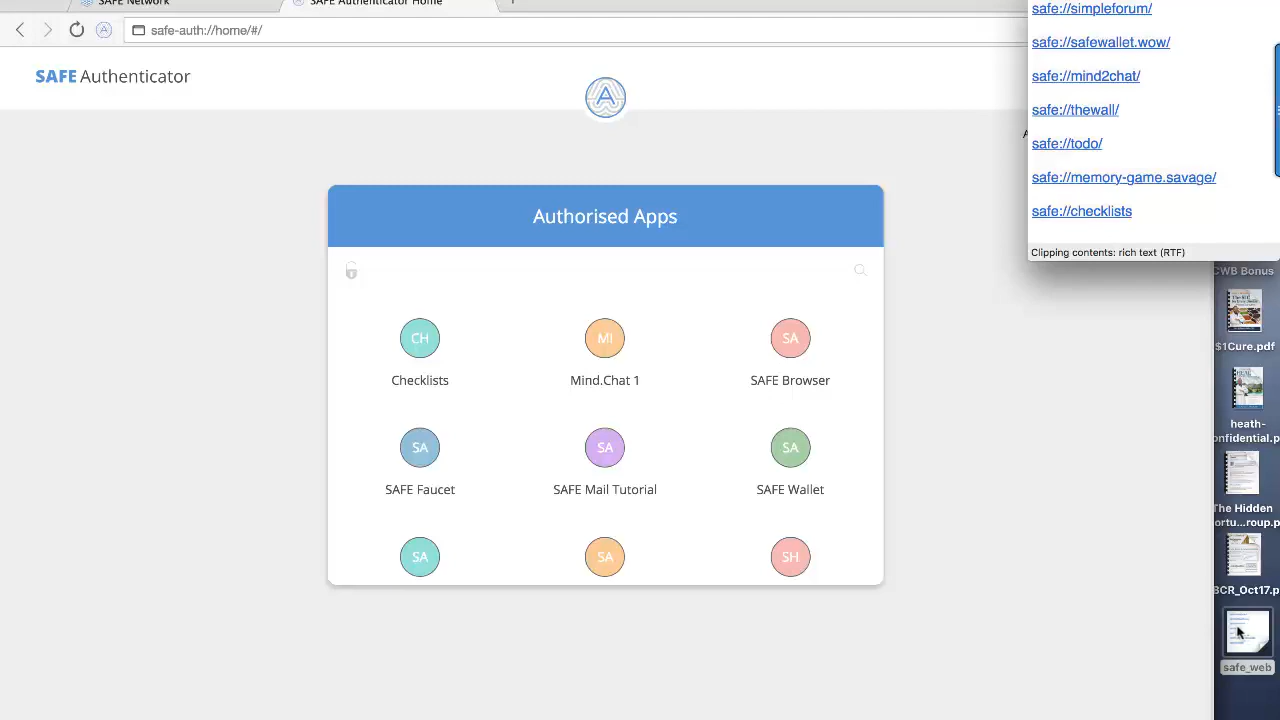 SAFE Network
SAFE Authenticator Home
safe-auth://home/#/
SAFE Authenticator
A
Authorised Apps
CH
MI
SA
Checklists
Mind.Chat 1
SAFE Browser
SA
SA
SA
SAFE Faucet
SAFE Mail Tutorial
SAFE Wallet
SA
SA
SH
safe://simpleforum/
safe://safewallet.wow/
safe://mind2chat/
safe://thewall/
safe://todo/
safe://memory-game.savage/
safe://checklists
Clipping contents: rich text (RTF)
CWB Bonus
$1Cure.pdf
heath-
onfidential.p
The Hidden
ortu...roup.p
BCR_Oct17.p
safe_web